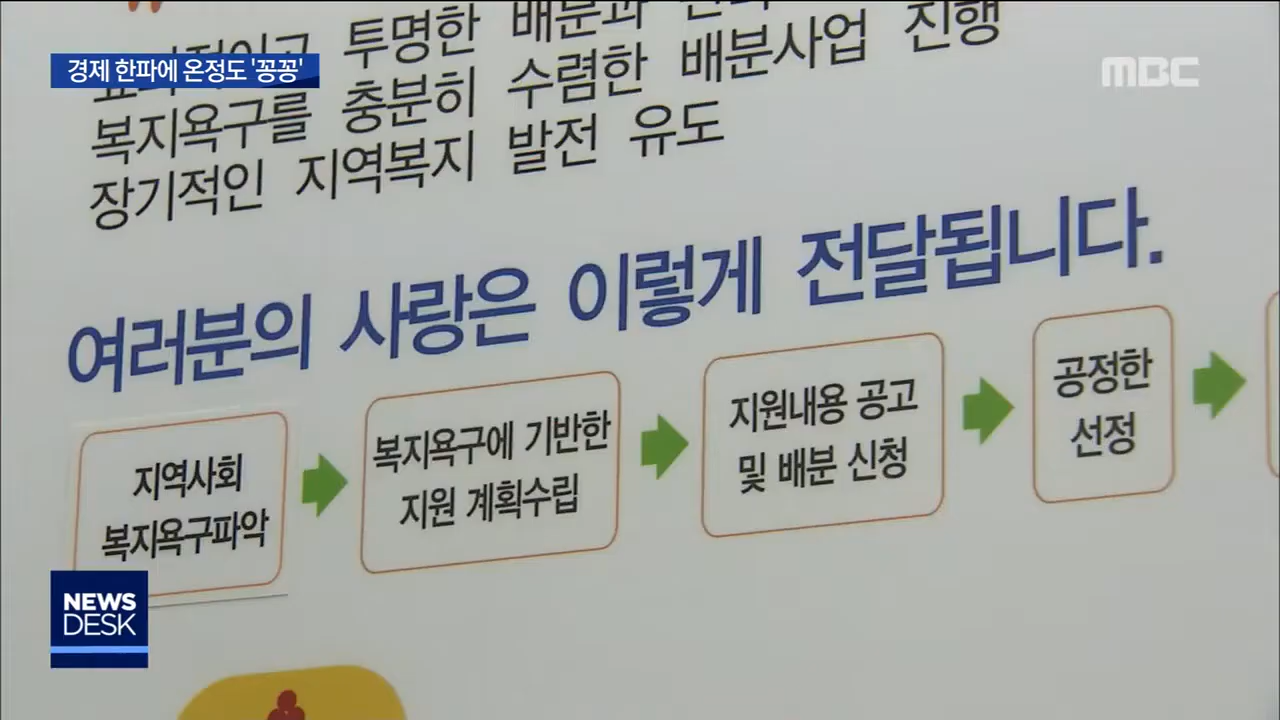 경제 한파에 온정도 '꽁꽁'
MBC
투명한 배분과
복지욕구를 충분히 수렴한 배분사업 진행
장기적인 지역복지 발전 유도
여러분의 사랑은 이렇게 전달됩니다.
지역사회
복지욕구파악
복지욕구에 기반한
지원 계획수립
지원내용 공고
및 배분 신청
공정한
선정
NEWS
DESK